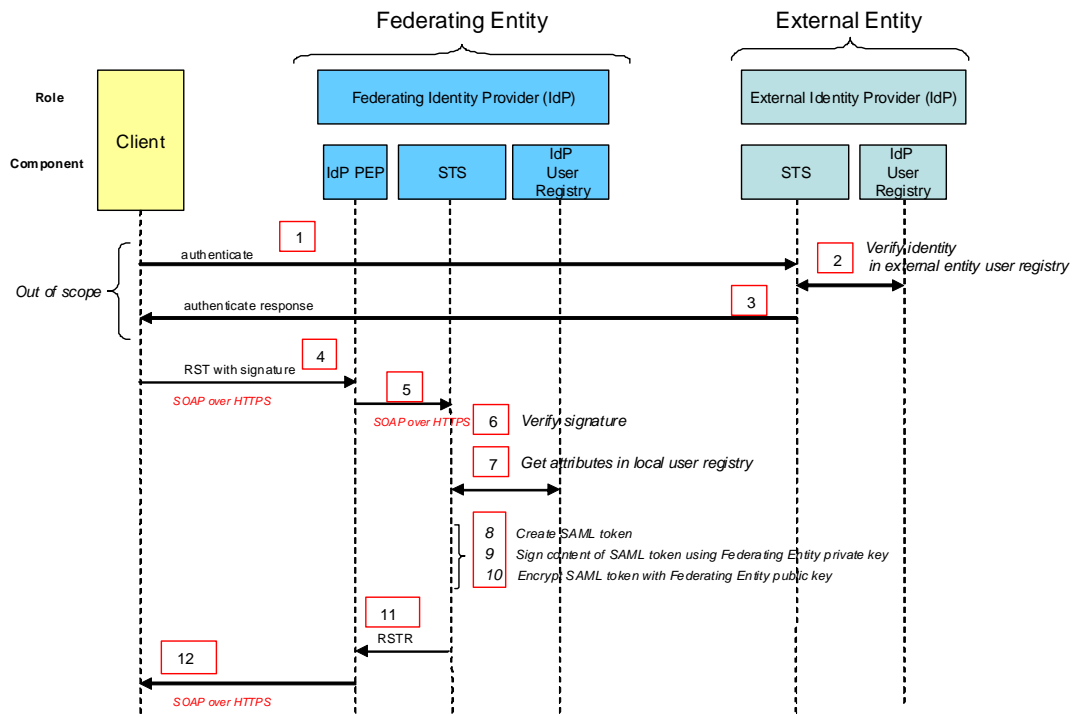 Federating Entity
External Entity
Role
Federating Identity Provider (IdP)
External Identity Provider (IdP)
Client
Component
IdP PEP
STS
IdP
User
Registry
STS
IdP
User
Registry
1
authenticate
2
Verify identity
in external entity user registry
Out of scope
3
authenticate response
4
RST with signature
SOAP over HTTPS
5
SOAP over HTTPS
6
Verify signature
7
Get attributes in local user registry
8
Create SAML token
9
Sign content of SAML token using Federating Entity private key
10
Encrypt SAML token with Federating Entity public key
11
RSTR
12
SOAP over HTTPS